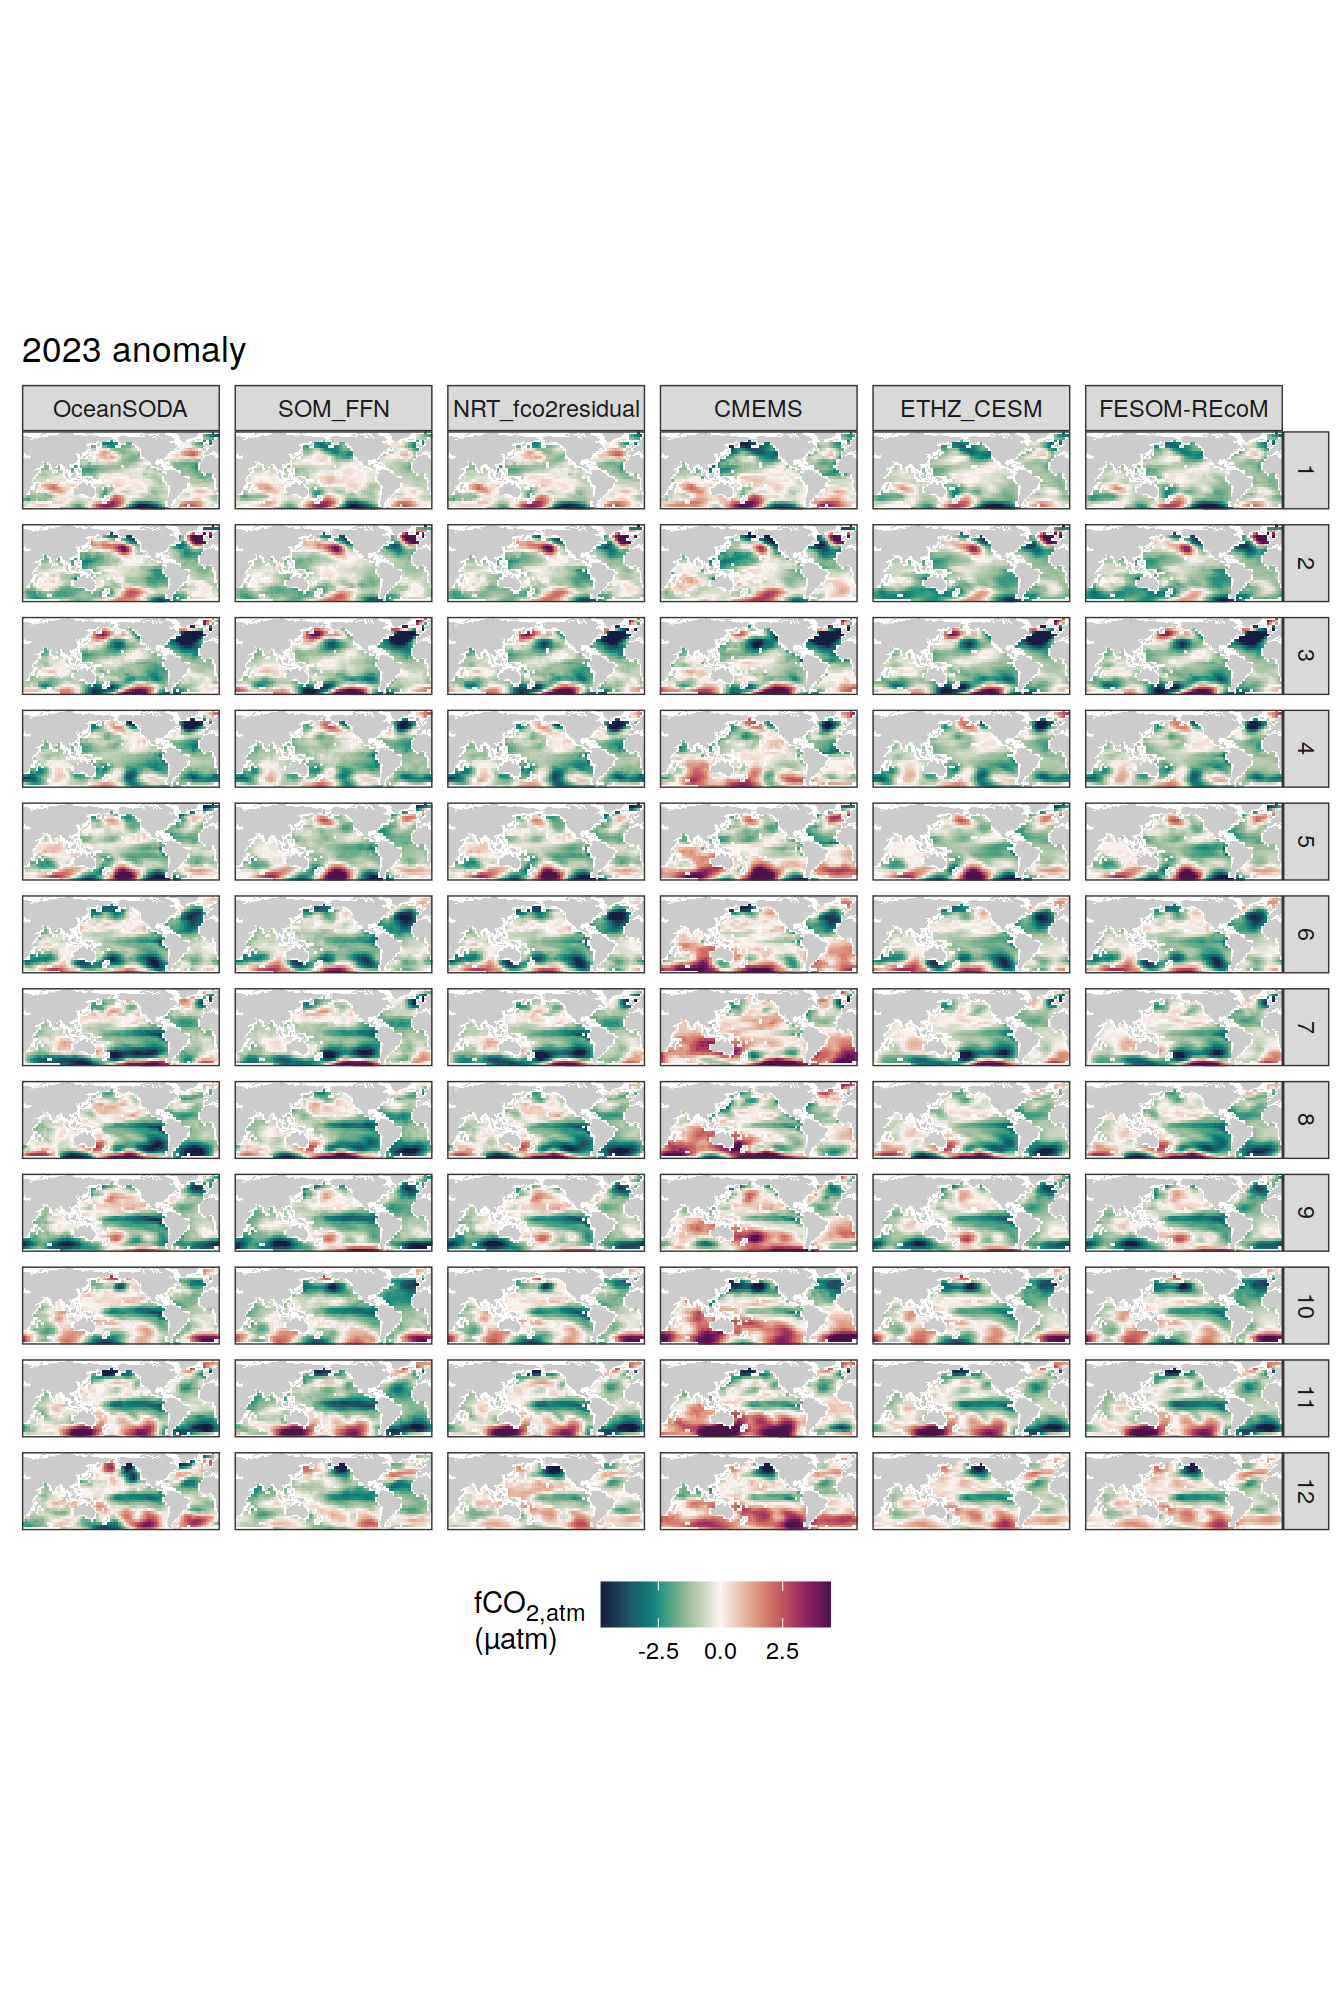 2023 anomaly
OceanSODA SOM_FFN NRT_fco2residual CMEMS ETHZ_CESM FESOM-REcoM
1
2
3
4
5
6
7
8
9
10
11
12
fCO2,atm
(µatm)
-2.5 0.0 2.5